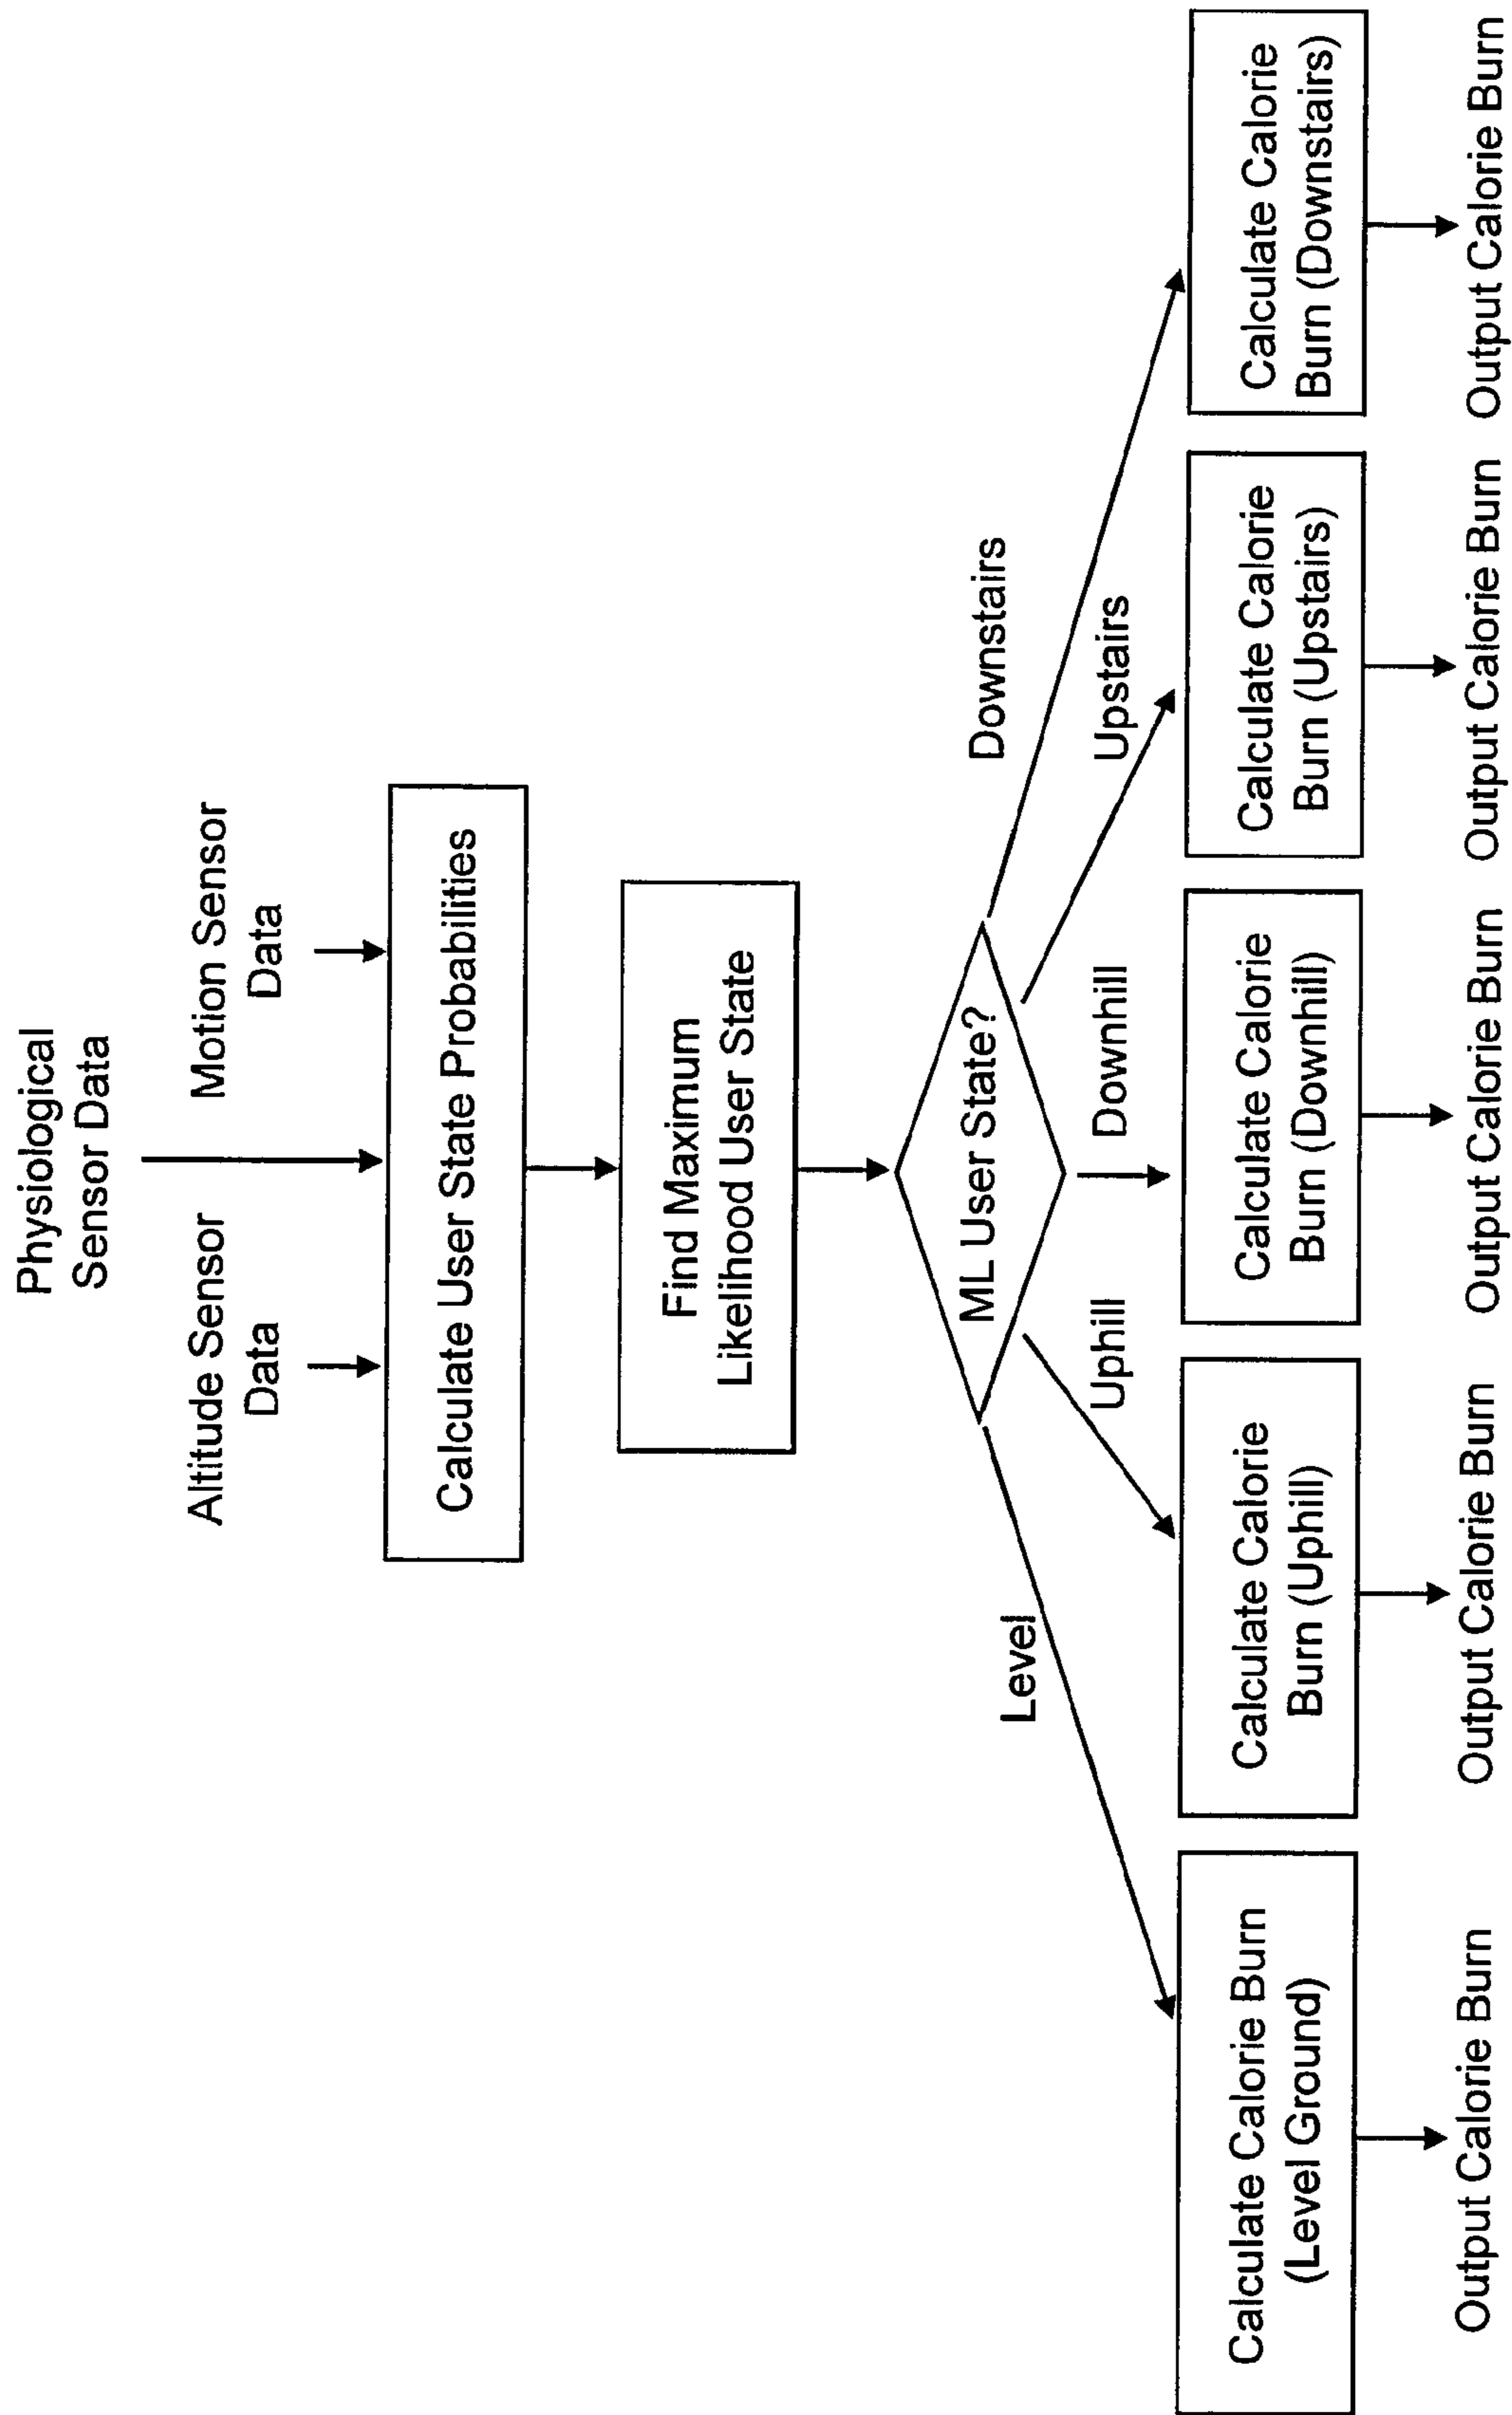 Physiological
Sensor Data
Altitude Sensor
Data
Motion Sensor
Data
Calculate User State Probabilities
Find Maximum
Likelihood User State
ML User State?
Level
Uphill
Downhill
Upstairs
Downstairs
Calculate Calorie Burn
(Level Ground)
Calculate Calorie
Burn (Uphill)
Calculate Calorie
Burn (Downhill)
Calculate Calorie
Burn (Upstairs)
Calculate Calorie
Burn (Downstairs)
Output Calorie Burn
Output Calorie Burn
Output Calorie Burn
Output Calorie Burn
Output Calorie Burn